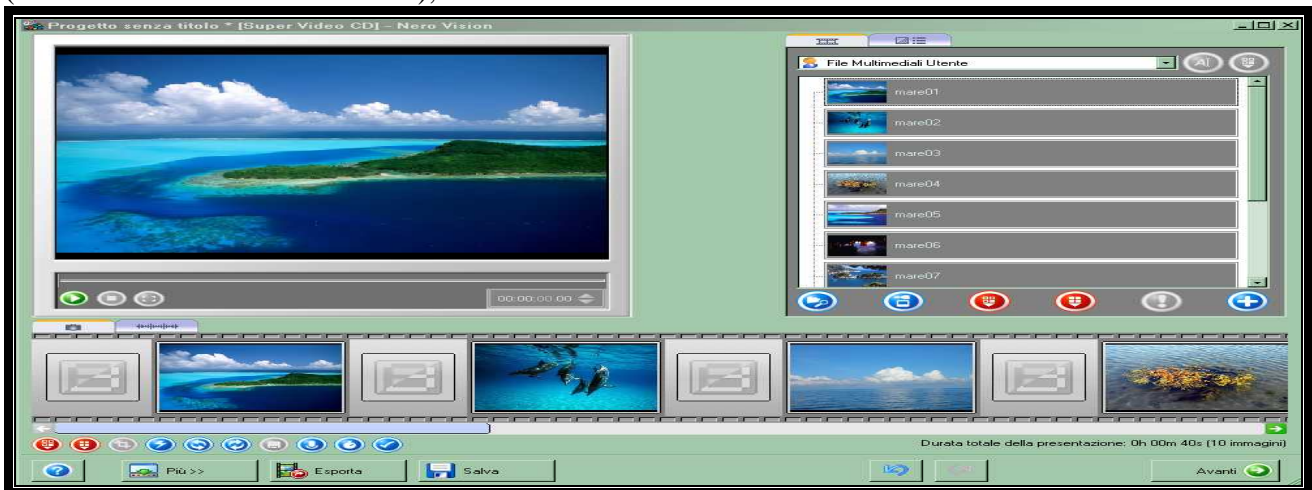 Progetto senza titolo * [Super Video CD] - Nero Vision
File Multimediali Utente
mare01
mare02
mare03
mare04
mare05
mare06
mare07
00:00:00.00
Durata totale della presentazione: 0h 00m 40s (10 immagini)
Più >>
Esporta
Salva
Avanti